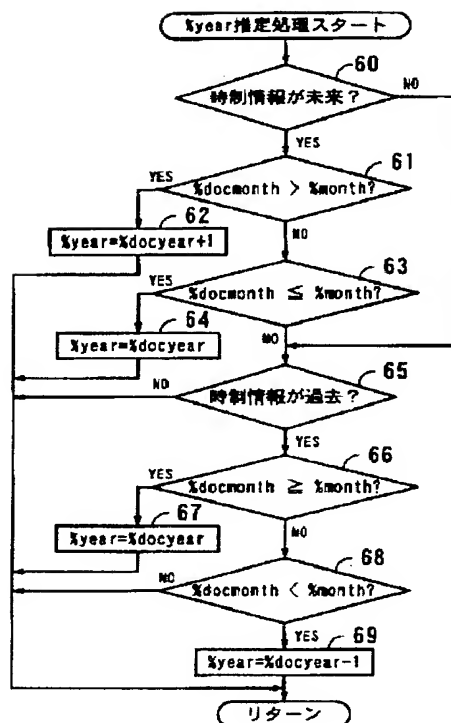 %year推定処理スタート
60
時制情報が未来？
NO
YES
61
YES
%docmonth > %month?
62
%year=%docyear+1
NO
63
YES
%docmonth ≦ %month?
64
%year=%docyear
NO
65
NO
時制情報が過去？
YES
66
YES
%docmonth ≧ %month?
67
%year=%docyear
NO
68
NO
%docmonth < %month?
YES
69
%year=%docyear-1
リターン